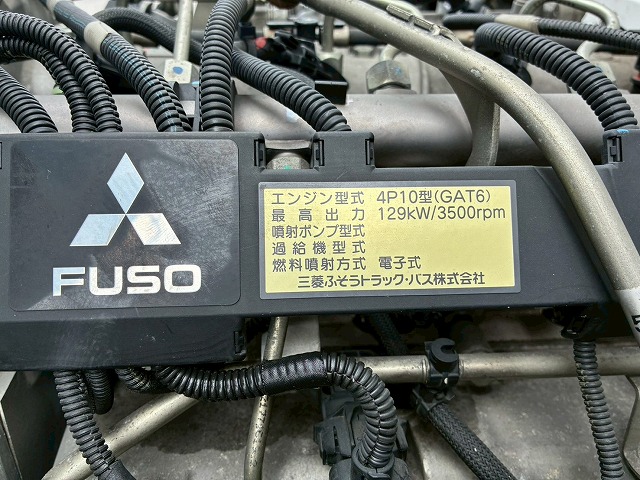 FUSO
エンジン型式 4P10型(GAT6)
最高出力 129kW/3500rpm
噴射ポンプ型式
過給機型式
燃料噴射方式 電子式
三菱ふそうトラック・バス株式会社